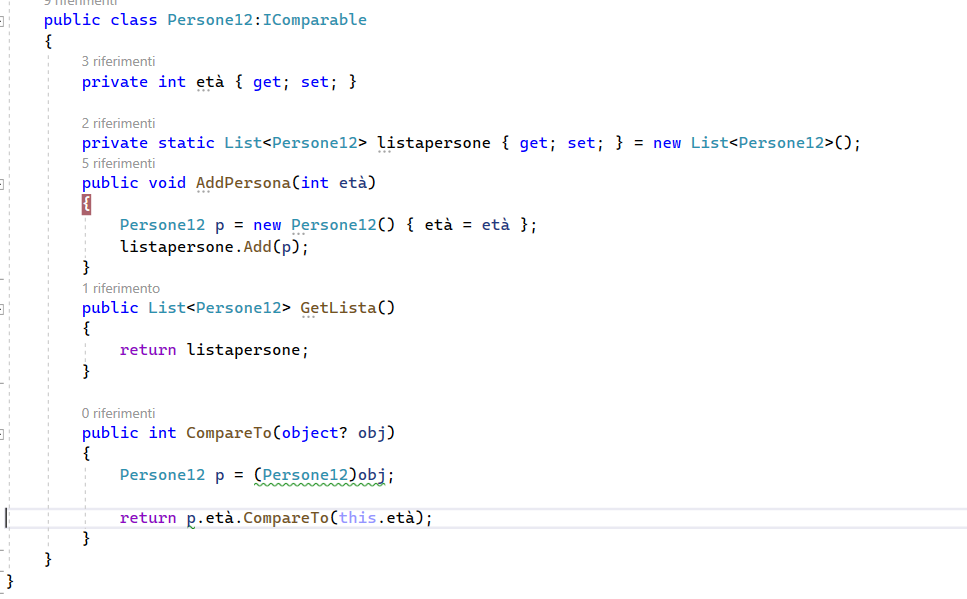 9 riferimenti
public class Persone12:IComparable
{
3 riferimenti
private int età { get; set; }
2 riferimenti
private static List<Persone12> listapersone { get; set; } = new List<Persone12>();
5 riferimenti
public void AddPersona(int età)
{
Persone12 p = new Persone12() { età = età };
listapersone.Add(p);
}
1 riferimento
public List<Persone12> GetLista()
{
return listapersone;
}
0 riferimenti
public int CompareTo(object? obj)
{
Persone12 p = (Persone12)obj;
return p.età.CompareTo(this.età);
}
}
}